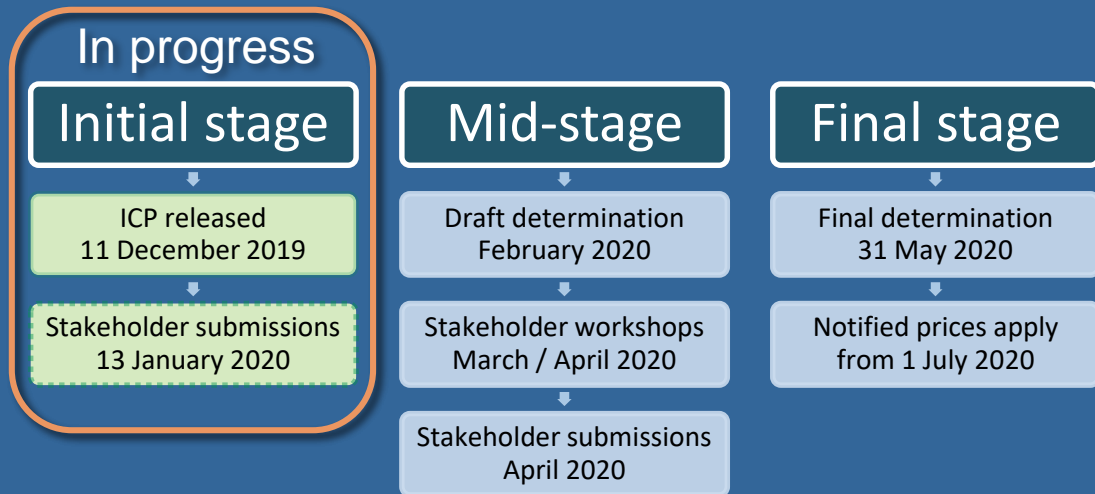 In progress
Initial stage
ICP released
11 December 2019
Stakeholder submissions
13 January 2020
Mid-stage
Draft determination
February 2020
Stakeholder workshops
March / April 2020
Stakeholder submissions
April 2020
Final stage
Final determination
31 May 2020
Notified prices apply
from 1 July 2020